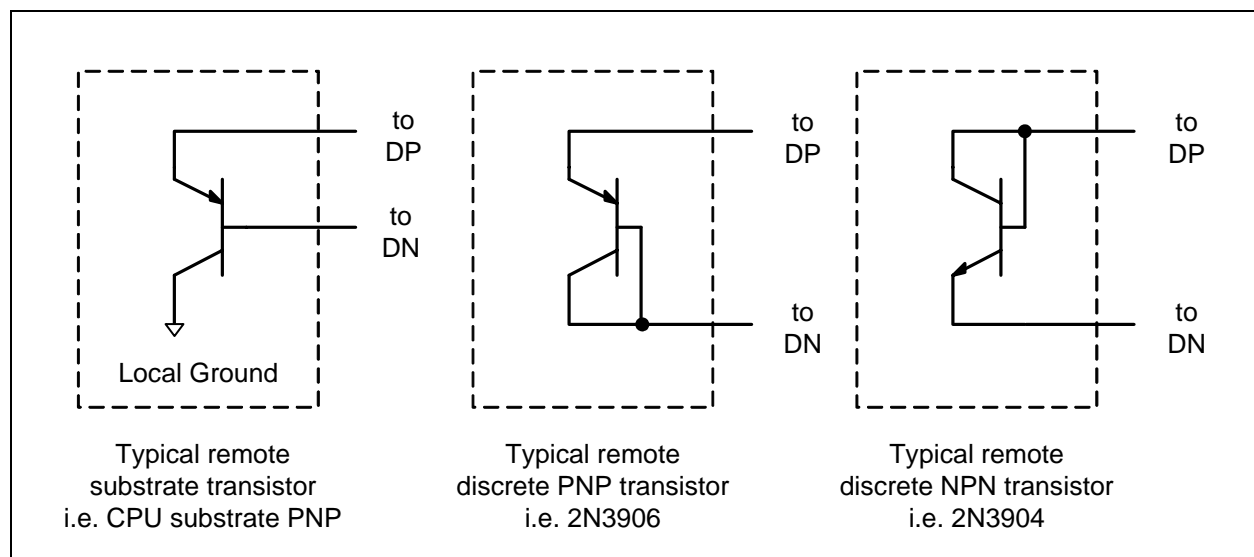 to
DP
to
DN
Local Ground
Typical remote
substrate transistor
i.e. CPU substrate PNP
to
DP
to
DN
Typical remote
discrete PNP transistor
i.e. 2N3906
to
DP
to
DN
Typical remote
discrete NPN transistor
i.e. 2N3904